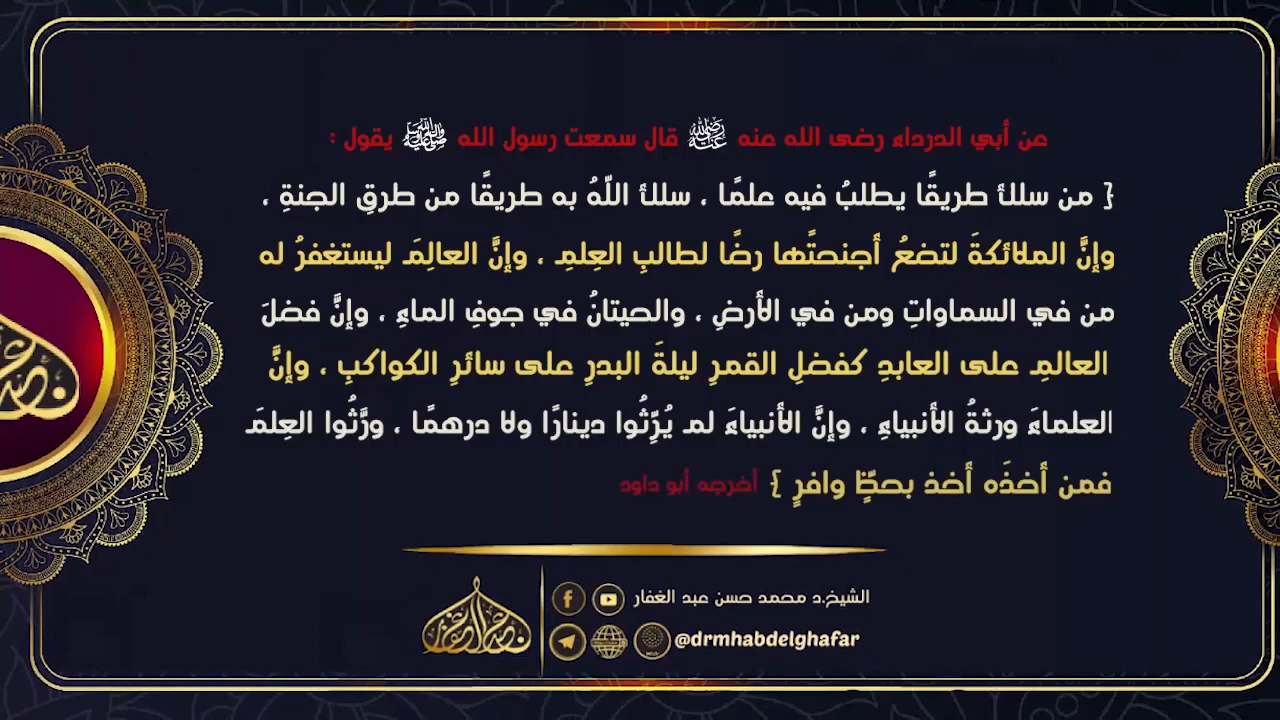 عن أبي الدرداء رضى الله عنه ﵁ قال سمعت رسول الله ﷺ يقول :
{ من سلك طريقًا يطلبُ فيه علمًا ، سلك اللّهُ به طريقًا من طرقِ الجنةِ ،
وإنَّ الملائكةَ لتضعُ أجنحتَها رضًا لطالبِ العِلمِ ، وإنَّ العالِمَ ليستغفرُ له
من في السماواتِ ومن في الأرضِ ، والحيتانُ في جوفِ الماءِ ، وإنَّ فضلَ
العالمِ على العابدِ كفضلِ القمرِ ليلةَ البدرِ على سائرِ الكواكبِ ، وإنَّ
العلماءَ ورثةُ الأنبياءِ ، وإنَّ الأنبياءَ لم يُرِّثُوا دينارًا ولا درهمًا ، ورَّثُوا العِلمَ
فمن أخذَه أخذ بحظٍّ وافرٍ } أخرجه أبو داود
الشيخ.د محمد حسن عبد الغفار
@drmhabdelghafar